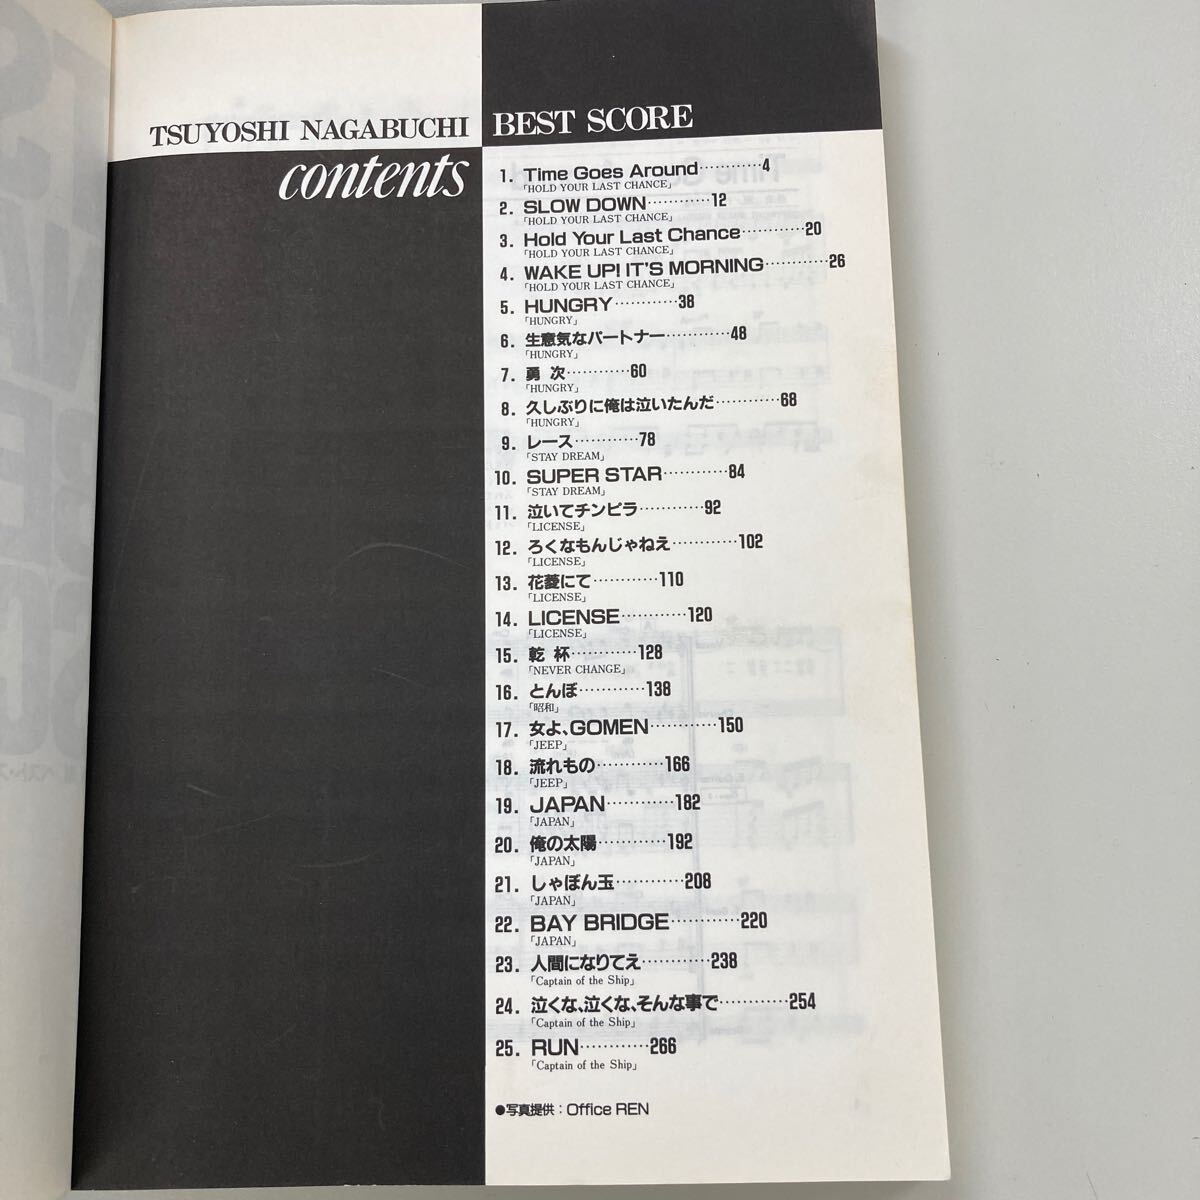 TSUYOSHI NAGABUCHI BEST SCORE
contents
1. Time Goes Around…………4
「HOLD YOUR LAST CHANCE」
2. SLOW DOWN…………12
「HOLD YOUR LAST CHANCE」
3. Hold Your Last Chance…………20
「HOLD YOUR LAST CHANCE」
4. WAKE UP! IT'S MORNING…………26
「HOLD YOUR LAST CHANCE」
5. HUNGRY…………38
「HUNGRY」
6. 生意気なパートナー…………48
「HUNGRY」
7. 勇 次…………60
「HUNGRY」
8. 久しぶりに俺は泣いたんだ…………68
「HUNGRY」
9. レース…………78
「STAY DREAM」
10. SUPER STAR…………84
「STAY DREAM」
11. 泣いてチンピラ…………92
「LICENSE」
12. ろくなもんじゃねえ…………102
「LICENSE」
13. 花菱にて…………110
「LICENSE」
14. LICENSE…………120
「LICENSE」
15. 乾 杯…………128
「NEVER CHANGE」
16. とんぼ…………138
「昭和」
17. 女よ、GOMEN…………150
「JEEP」
18. 流れもの…………166
「JEEP」
19. JAPAN…………182
「JAPAN」
20. 俺の太陽…………192
「JAPAN」
21. しゃぼん玉…………208
「JAPAN」
22. BAY BRIDGE…………220
「JAPAN」
23. 人間になりてえ…………238
「Captain of the Ship」
24. 泣くな、泣くな、そんな事で…………254
「Captain of the Ship」
25. RUN…………266
「Captain of the Ship」
●写真提供：Office REN